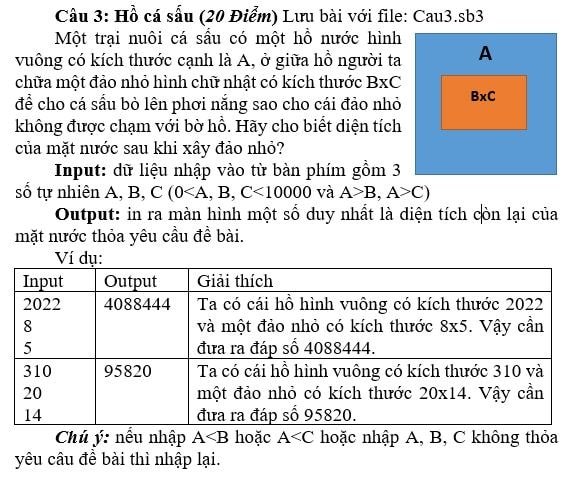 Câu 3: Hồ cá sấu (20 Điểm) Lưu bài với file: Cau3.sb3
Một trại nuôi cá sấu có một hồ nước hình
vuông có kích thước cạnh là A, ở giữa hồ người ta
chữa một đảo nhỏ hình chữ nhật có kích thước BxC
để cho cá sấu bò lên phơi nắng sao cho cái đảo nhỏ
không được chạm với bờ hồ. Hãy cho biết diện tích
của mặt nước sau khi xây đảo nhỏ?
A
BxC
Input: dữ liệu nhập vào từ bàn phím gồm 3
số tự nhiên A, B, C (0<A, B, C<10000 và A>B, A>C)
Output: in ra màn hình một số duy nhất là diện tích còn lại của
mặt nước thỏa yêu cầu đề bài.
Ví dụ:
Input Output Giải thích
2022 4088444 Ta có cái hồ hình vuông có kích thước 2022
8 và một đảo nhỏ có kích thước 8x5. Vậy cần
5 đưa ra đáp số 4088444.
310 95820 Ta có cái hồ hình vuông có kích thước 310 và
20 một đảo nhỏ có kích thước 20x14. Vậy cần
14 đưa ra đáp số 95820.
Chú ý: nếu nhập A<B hoặc A<C hoặc nhập A, B, C không thỏa
yêu câu đề bài thì nhập lại.